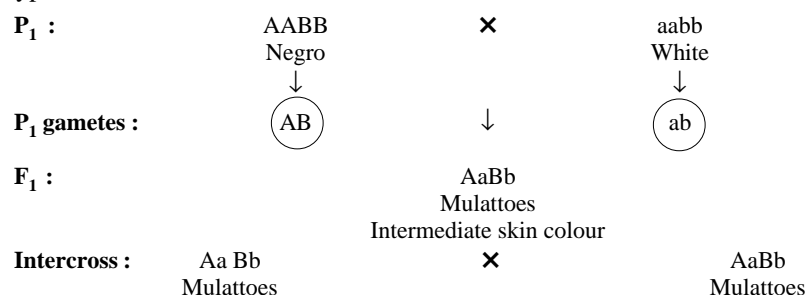 P₁ : AABB × aabb
Negro White
↓ ↓
P₁ gametes : AB ↓ ab
F₁ : AaBb
Mulattoes
Intermediate skin colour
Intercross : Aa Bb × AaBb
Mulattoes Mulattoes